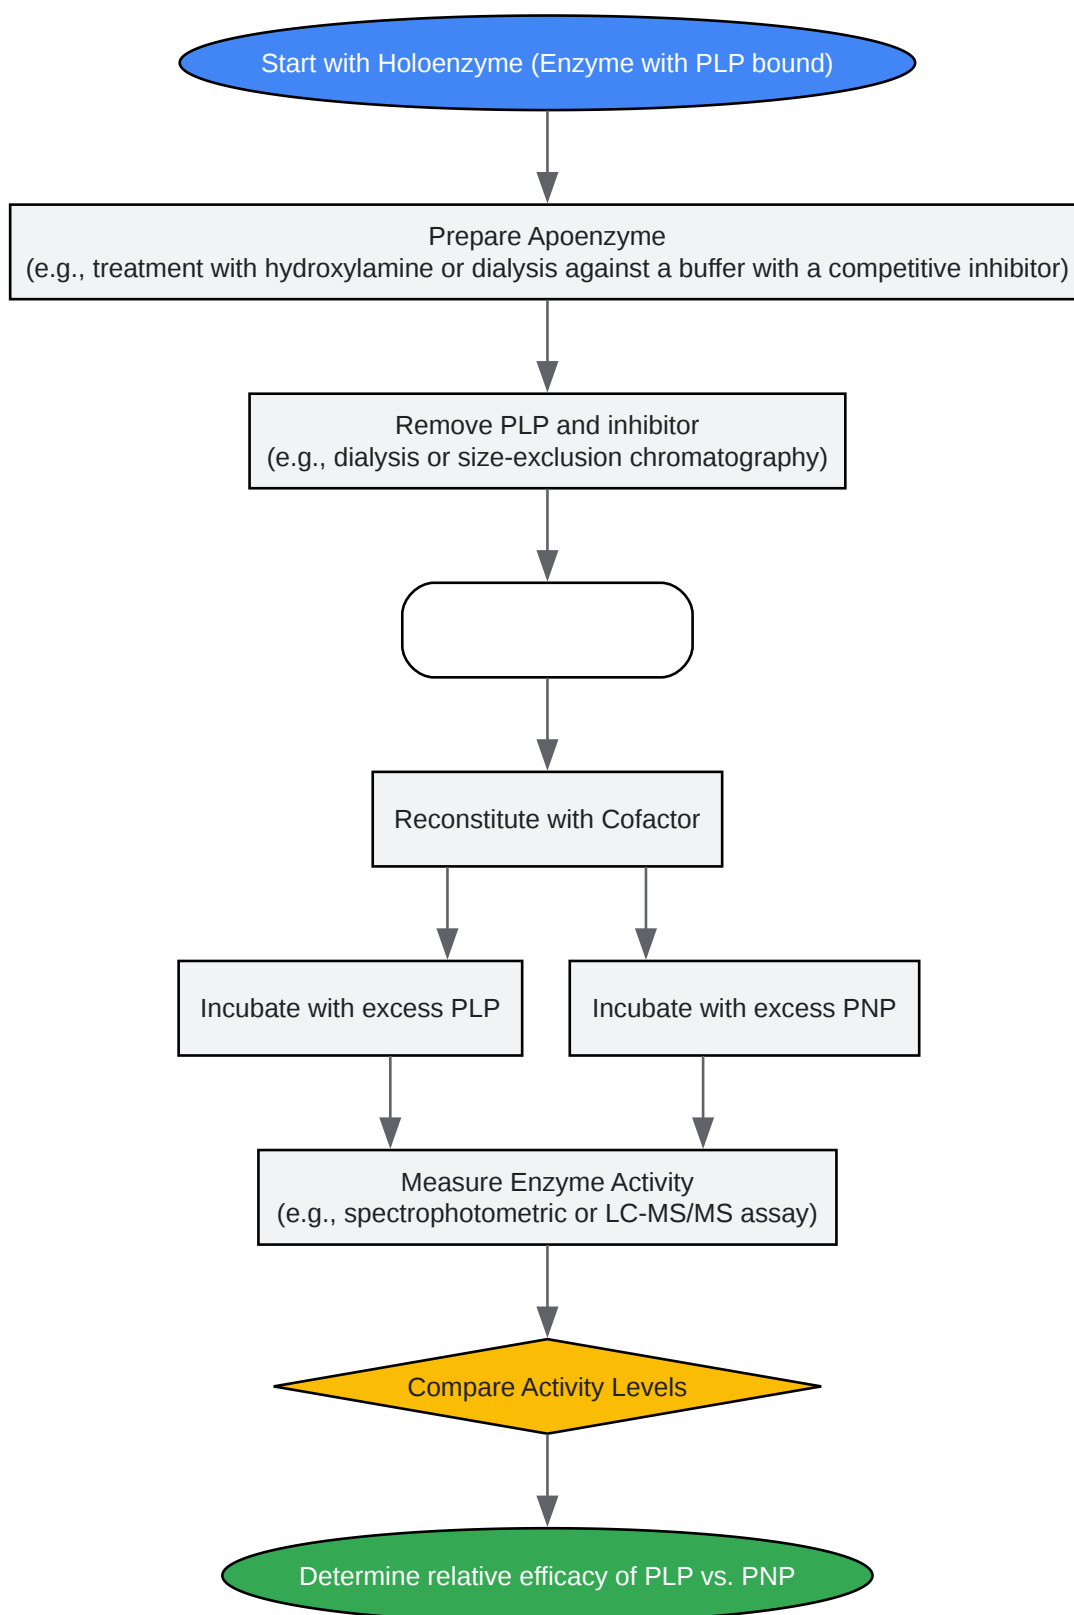 Start with Holoenzyme (Enzyme with PLP bound)
Prepare Apoenzyme
(e.g., treatment with hydroxylamine or dialysis against a buffer with a competitive inhibitor)
Remove PLP and inhibitor
(e.g., dialysis or size-exclusion chromatography)
Reconstitute with Cofactor
Incubate with excess PLP
Incubate with excess PNP
Measure Enzyme Activity
(e.g., spectrophotometric or LC-MS/MS assay)
Compare Activity Levels
Determine relative efficacy of PLP vs. PNP